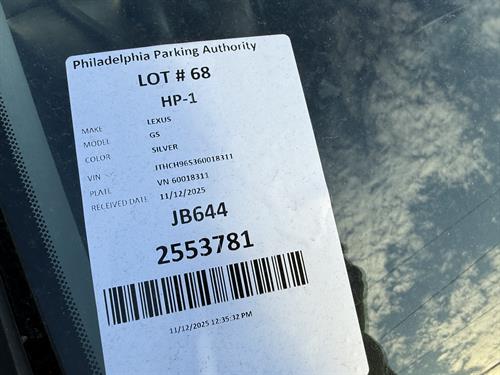 Philadelphia Parking Authority
LOT # 68
HP-1
MAKE LEXUS
MODEL GS
COLOR SILVER
VIN JTHCH96S360018311
PLATE VN 60018311
RECEIVED DATE 11/12/2025
JB644
2553781
11/12/2025 12:35:32 PM